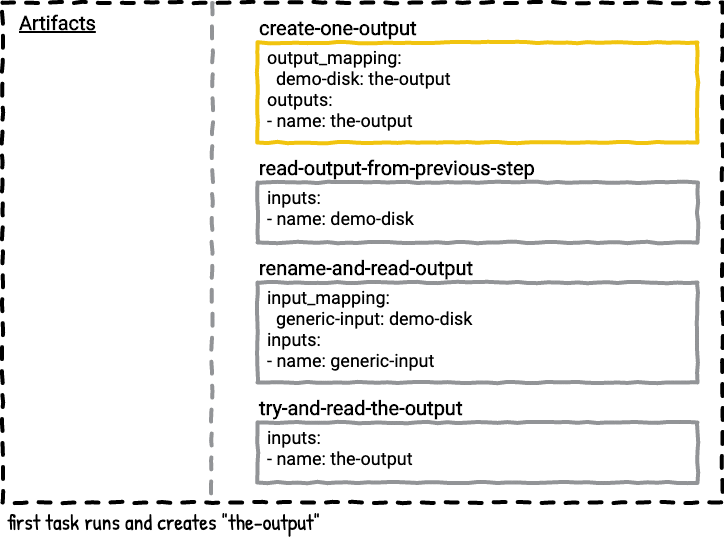 Artifacts
create-one-output
output_mapping:
  demo-disk: the-output
outputs:
- name: the-output
read-output-from-previous-step
inputs:
- name: demo-disk
rename-and-read-output
input_mapping:
  generic-input: demo-disk
inputs:
- name: generic-input
try-and-read-the-output
inputs:
- name: the-output
first task runs and creates "the-output"